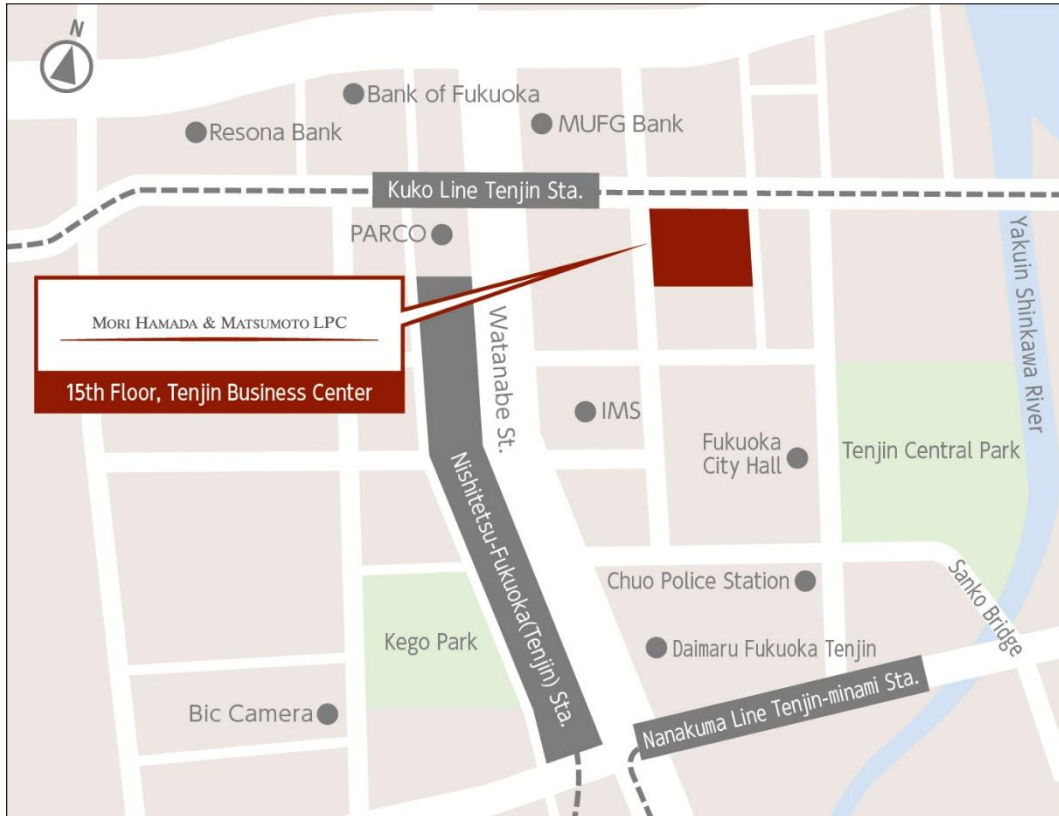 N
Bank of Fukuoka
Resona Bank
MUFG Bank
Kuko Line Tenjin Sta.
PARCO
MORI HAMADA & MATSUMOTO LPC
15th Floor, Tenjin Business Center
Watanabe St.
Yakuin Shinkawa River
IMS
Fukuoka
City Hall
Tenjin Central Park
Nishitetsu-Fukuoka(Tenjin) Sta.
Chuo Police Station
Sanko Bridge
Kego Park
Daimaru Fukuoka Tenjin
Nanakuma Line Tenjin-minami Sta.
Bic Camera